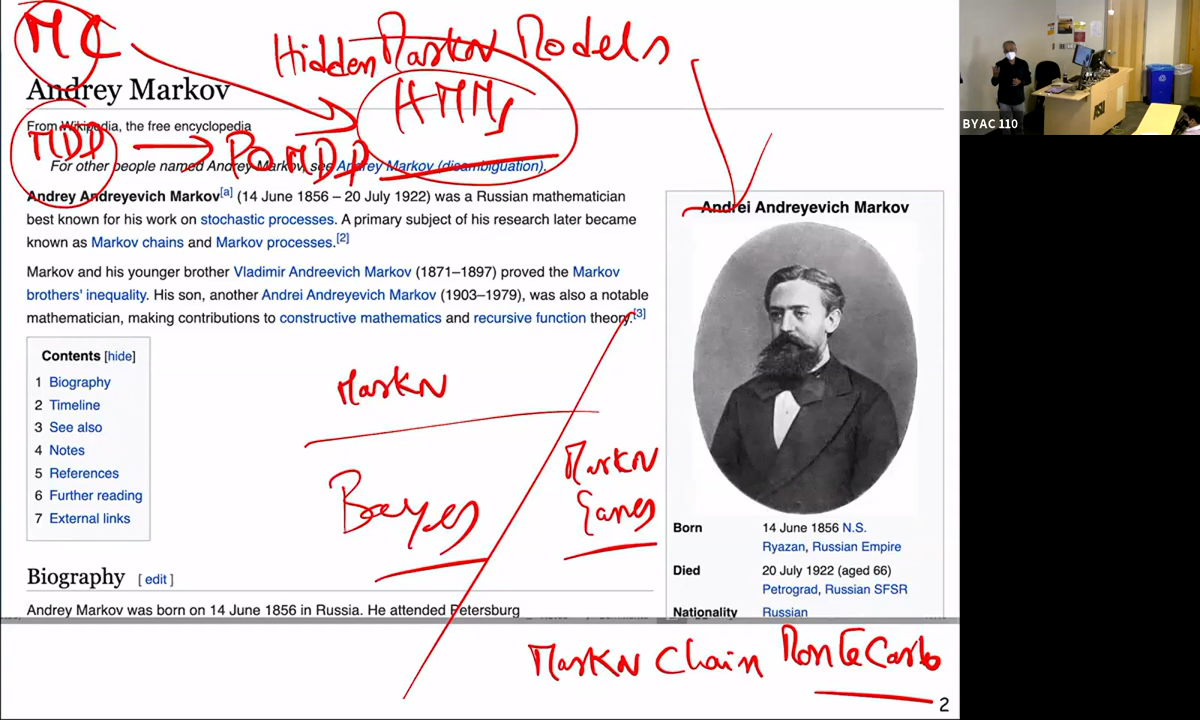 MC
Hidden Markov Models
HMMs
Andrey Markov
From Wikipedia, the free encyclopedia
MDP
POMDP
For other people named Andrey Markov, see Andrey Markov (disambiguation).
Andrey Andreyevich Markov[a] (14 June 1856 – 20 July 1922) was a Russian mathematician
best known for his work on stochastic processes. A primary subject of his research later became
known as Markov chains and Markov processes.[2]
Markov and his younger brother Vladimir Andreevich Markov (1871–1897) proved the Markov
brothers' inequality. His son, another Andrei Andreyevich Markov (1903–1979), was also a notable
mathematician, making contributions to constructive mathematics and recursive function theory.[3]
Contents [hide]
1 Biography
2 Timeline
3 See also
4 Notes
5 References
6 Further reading
7 External links
Markov
Bayes
Markov
Games
Biography [ edit ]
Andrey Markov was born on 14 June 1856 in Russia. He attended Petersburg
Andrei Andreyevich Markov
Born 14 June 1856 N.S.
Ryazan, Russian Empire
Died 20 July 1922 (aged 66)
Petrograd, Russian SFSR
Nationality Russian
Markov Chain Monte Carlo
2
BYAC 110
ASU